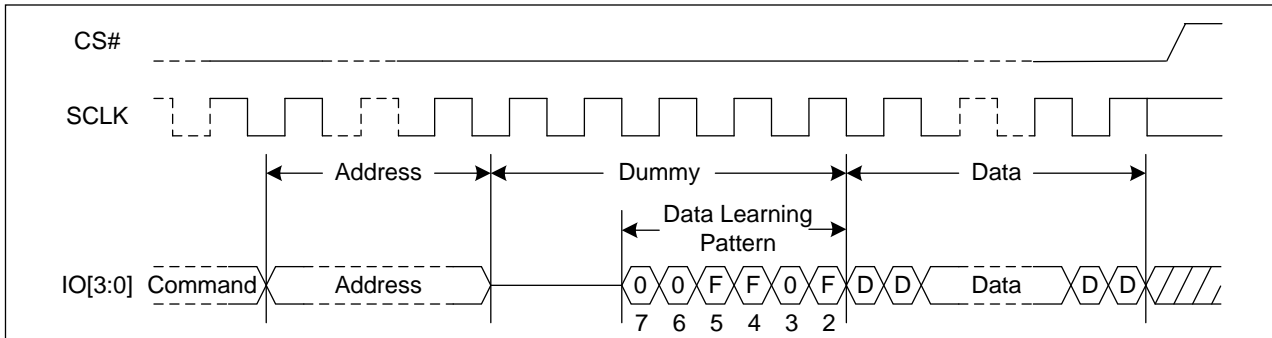 CS#
SCLK
Address Dummy Data
Data Learning
Pattern
IO[3:0] Command Address 0 0 F F 0 F D D Data D D
7 6 5 4 3 2